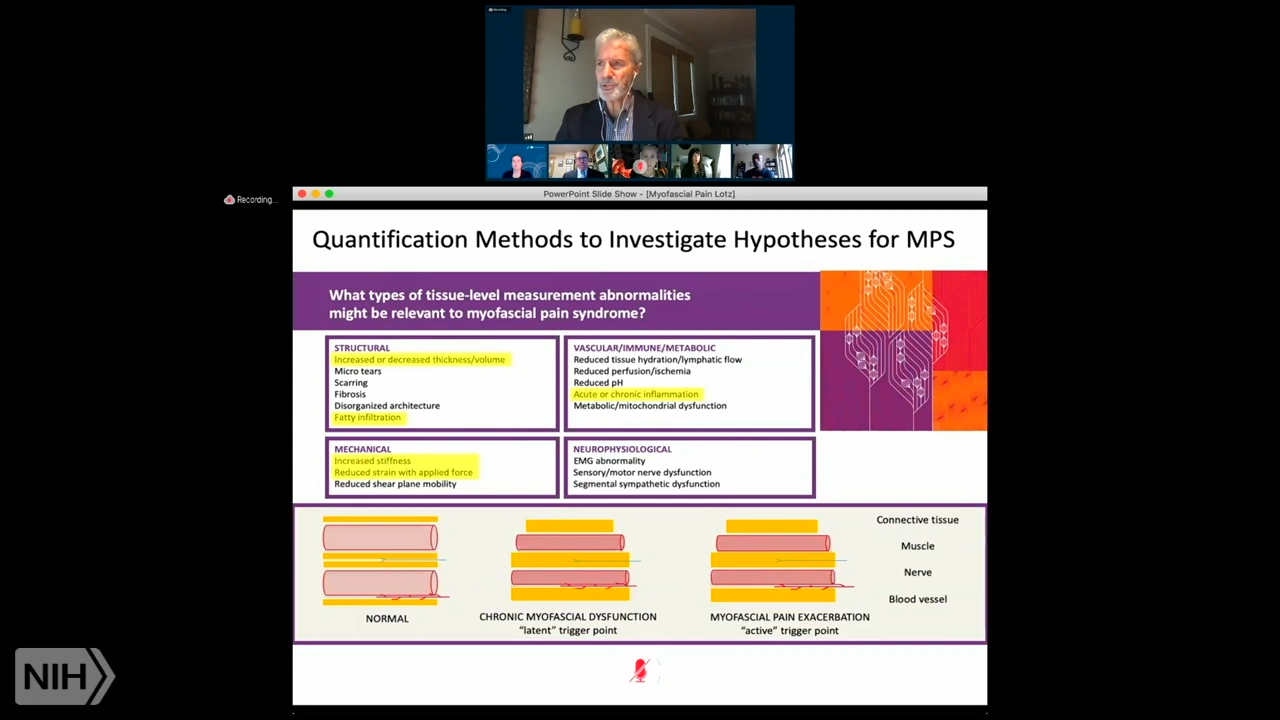 Recording...
Recording...
PowerPoint Slide Show - [Myofascial Pain Lotz]
Quantification Methods to Investigate Hypotheses for MPS
What types of tissue-level measurement abnormalities
might be relevant to myofascial pain syndrome?
STRUCTURAL
Increased or decreased thickness/volume
Micro tears
Scarring
Fibrosis
Disorganized architecture
Fatty infiltration
VASCULAR/IMMUNE/METABOLIC
Reduced tissue hydration/lymphatic flow
Reduced perfusion/ischemia
Reduced pH
Acute or chronic inflammation
Metabolic/mitochondrial dysfunction
MECHANICAL
Increased stiffness
Reduced strain with applied force
Reduced shear plane mobility
NEUROPHYSIOLOGICAL
EMG abnormality
Sensory/motor nerve dysfunction
Segmental sympathetic dysfunction
NORMAL
CHRONIC MYOFASCIAL DYSFUNCTION
“latent” trigger point
MYOFASCIAL PAIN EXACERBATION
“active” trigger point
Connective tissue
Muscle
Nerve
Blood vessel
NIH